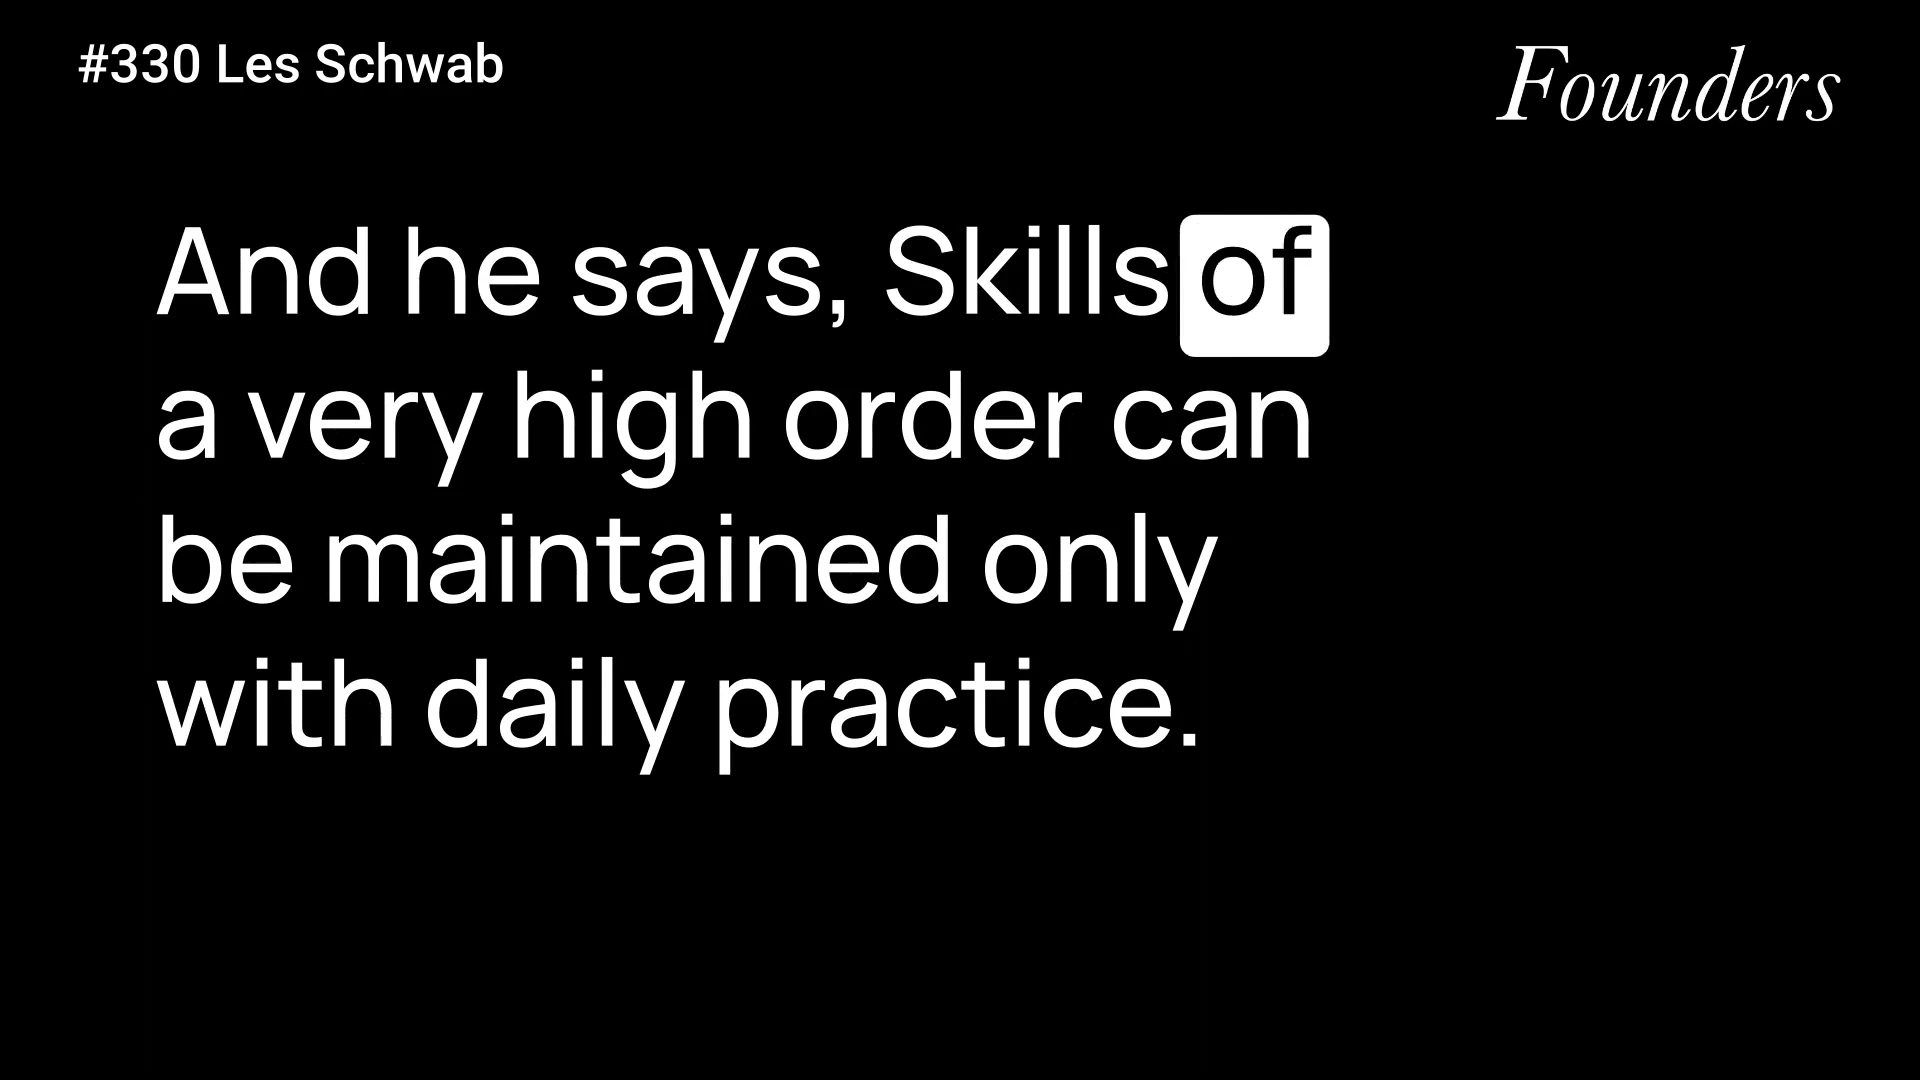 #330 Les Schwab
Founders
And he says, Skills of
a very high order can
be maintained only
with daily practice.